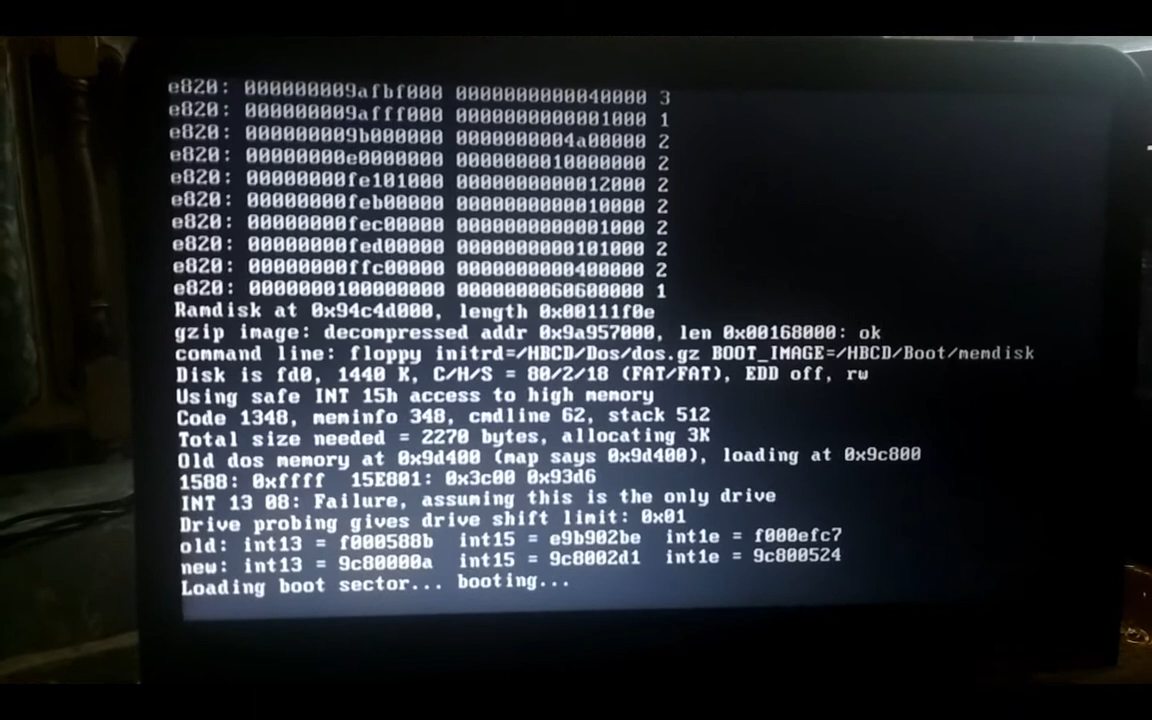 e820: 000000009afbf000 0000000000040000 3
e820: 000000009afff000 0000000000001000 1
e820: 000000009b000000 0000000004a00000 2
e820: 00000000e0000000 0000000010000000 2
e820: 00000000fe101000 0000000000012000 2
e820: 00000000feb00000 0000000000010000 2
e820: 00000000fec00000 0000000000001000 2
e820: 00000000fed00000 0000000000101000 2
e820: 00000000ffc00000 0000000000400000 2
e820: 0000000100000000 0000000060600000 1
Ramdisk at 0x94c4d000, length 0x00111f0e
gzip image: decompressed addr 0x9a957000, len 0x00168000: ok
command line: floppy initrd=/HBCD/Dos/dos.gz BOOT_IMAGE=/HBCD/Boot/memdisk
Disk is fd0, 1440 K, C/H/S = 80/2/18 (FAT/FAT), EDD off, rw
Using safe INT 15h access to high memory
Code 1348, meminfo 348, cmdline 62, stack 512
Total size needed = 2270 bytes, allocating 3K
Old dos memory at 0x9d400 (map says 0x9d400), loading at 0x9c800
1588: 0xffff  15E801: 0x3c00 0x93d6
INT 13 08: Failure, assuming this is the only drive
Drive probing gives drive shift limit: 0x01
old: int13 = f000588b  int15 = e9b902be  int1e = f000efc7
new: int13 = 9c80000a  int15 = 9c8002d1  int1e = 9c800524
Loading boot sector... booting...